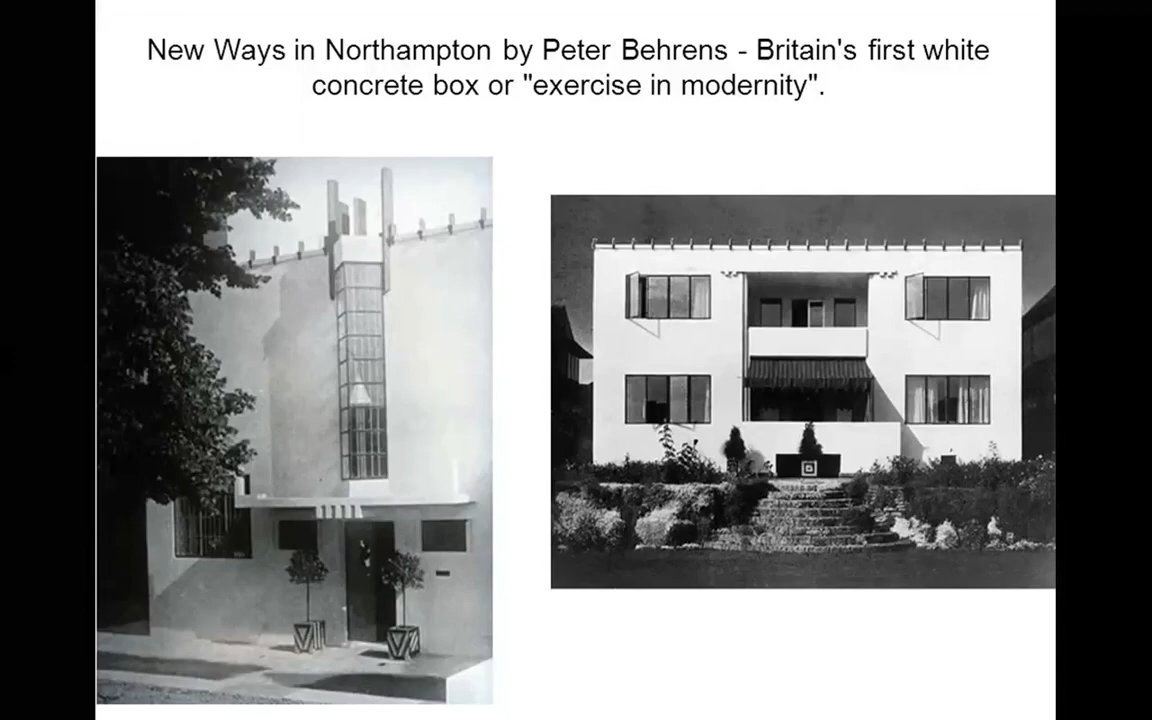 New Ways in Northampton by Peter Behrens - Britain's first white
concrete box or "exercise in modernity".